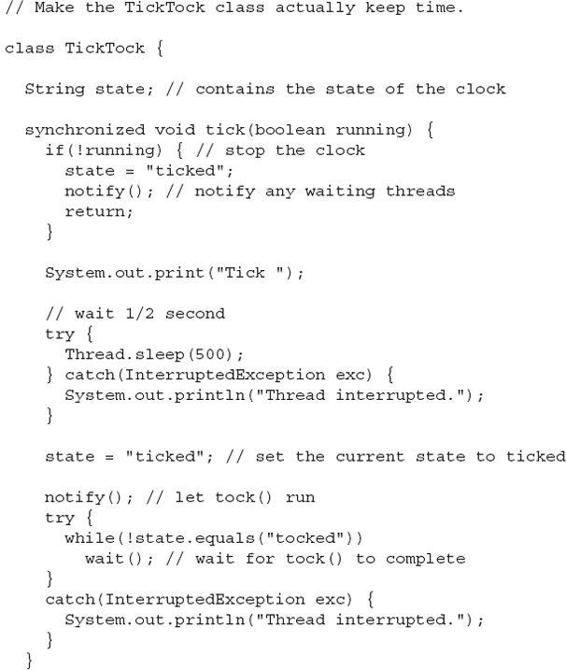 // Make the TickTock class actually keep time.
class TickTock {
String state; // contains the state of the clock
synchronized void tick(boolean running) {
if(!running) { // stop the clock
state = "ticked";
notify(); // notify any waiting threads
return;
}
System.out.print("Tick ");
// wait 1/2 second
try {
Thread.sleep(500);
} catch(InterruptedException exc) {
System.out.println("Thread interrupted.");
}
state = "ticked"; // set the current state to ticked
notify(); // let tock() run
try {
while(!state.equals("tocked"))
wait(); // wait for tock() to complete
}
catch(InterruptedException exc) {
System.out.println("Thread interrupted.");
}
}